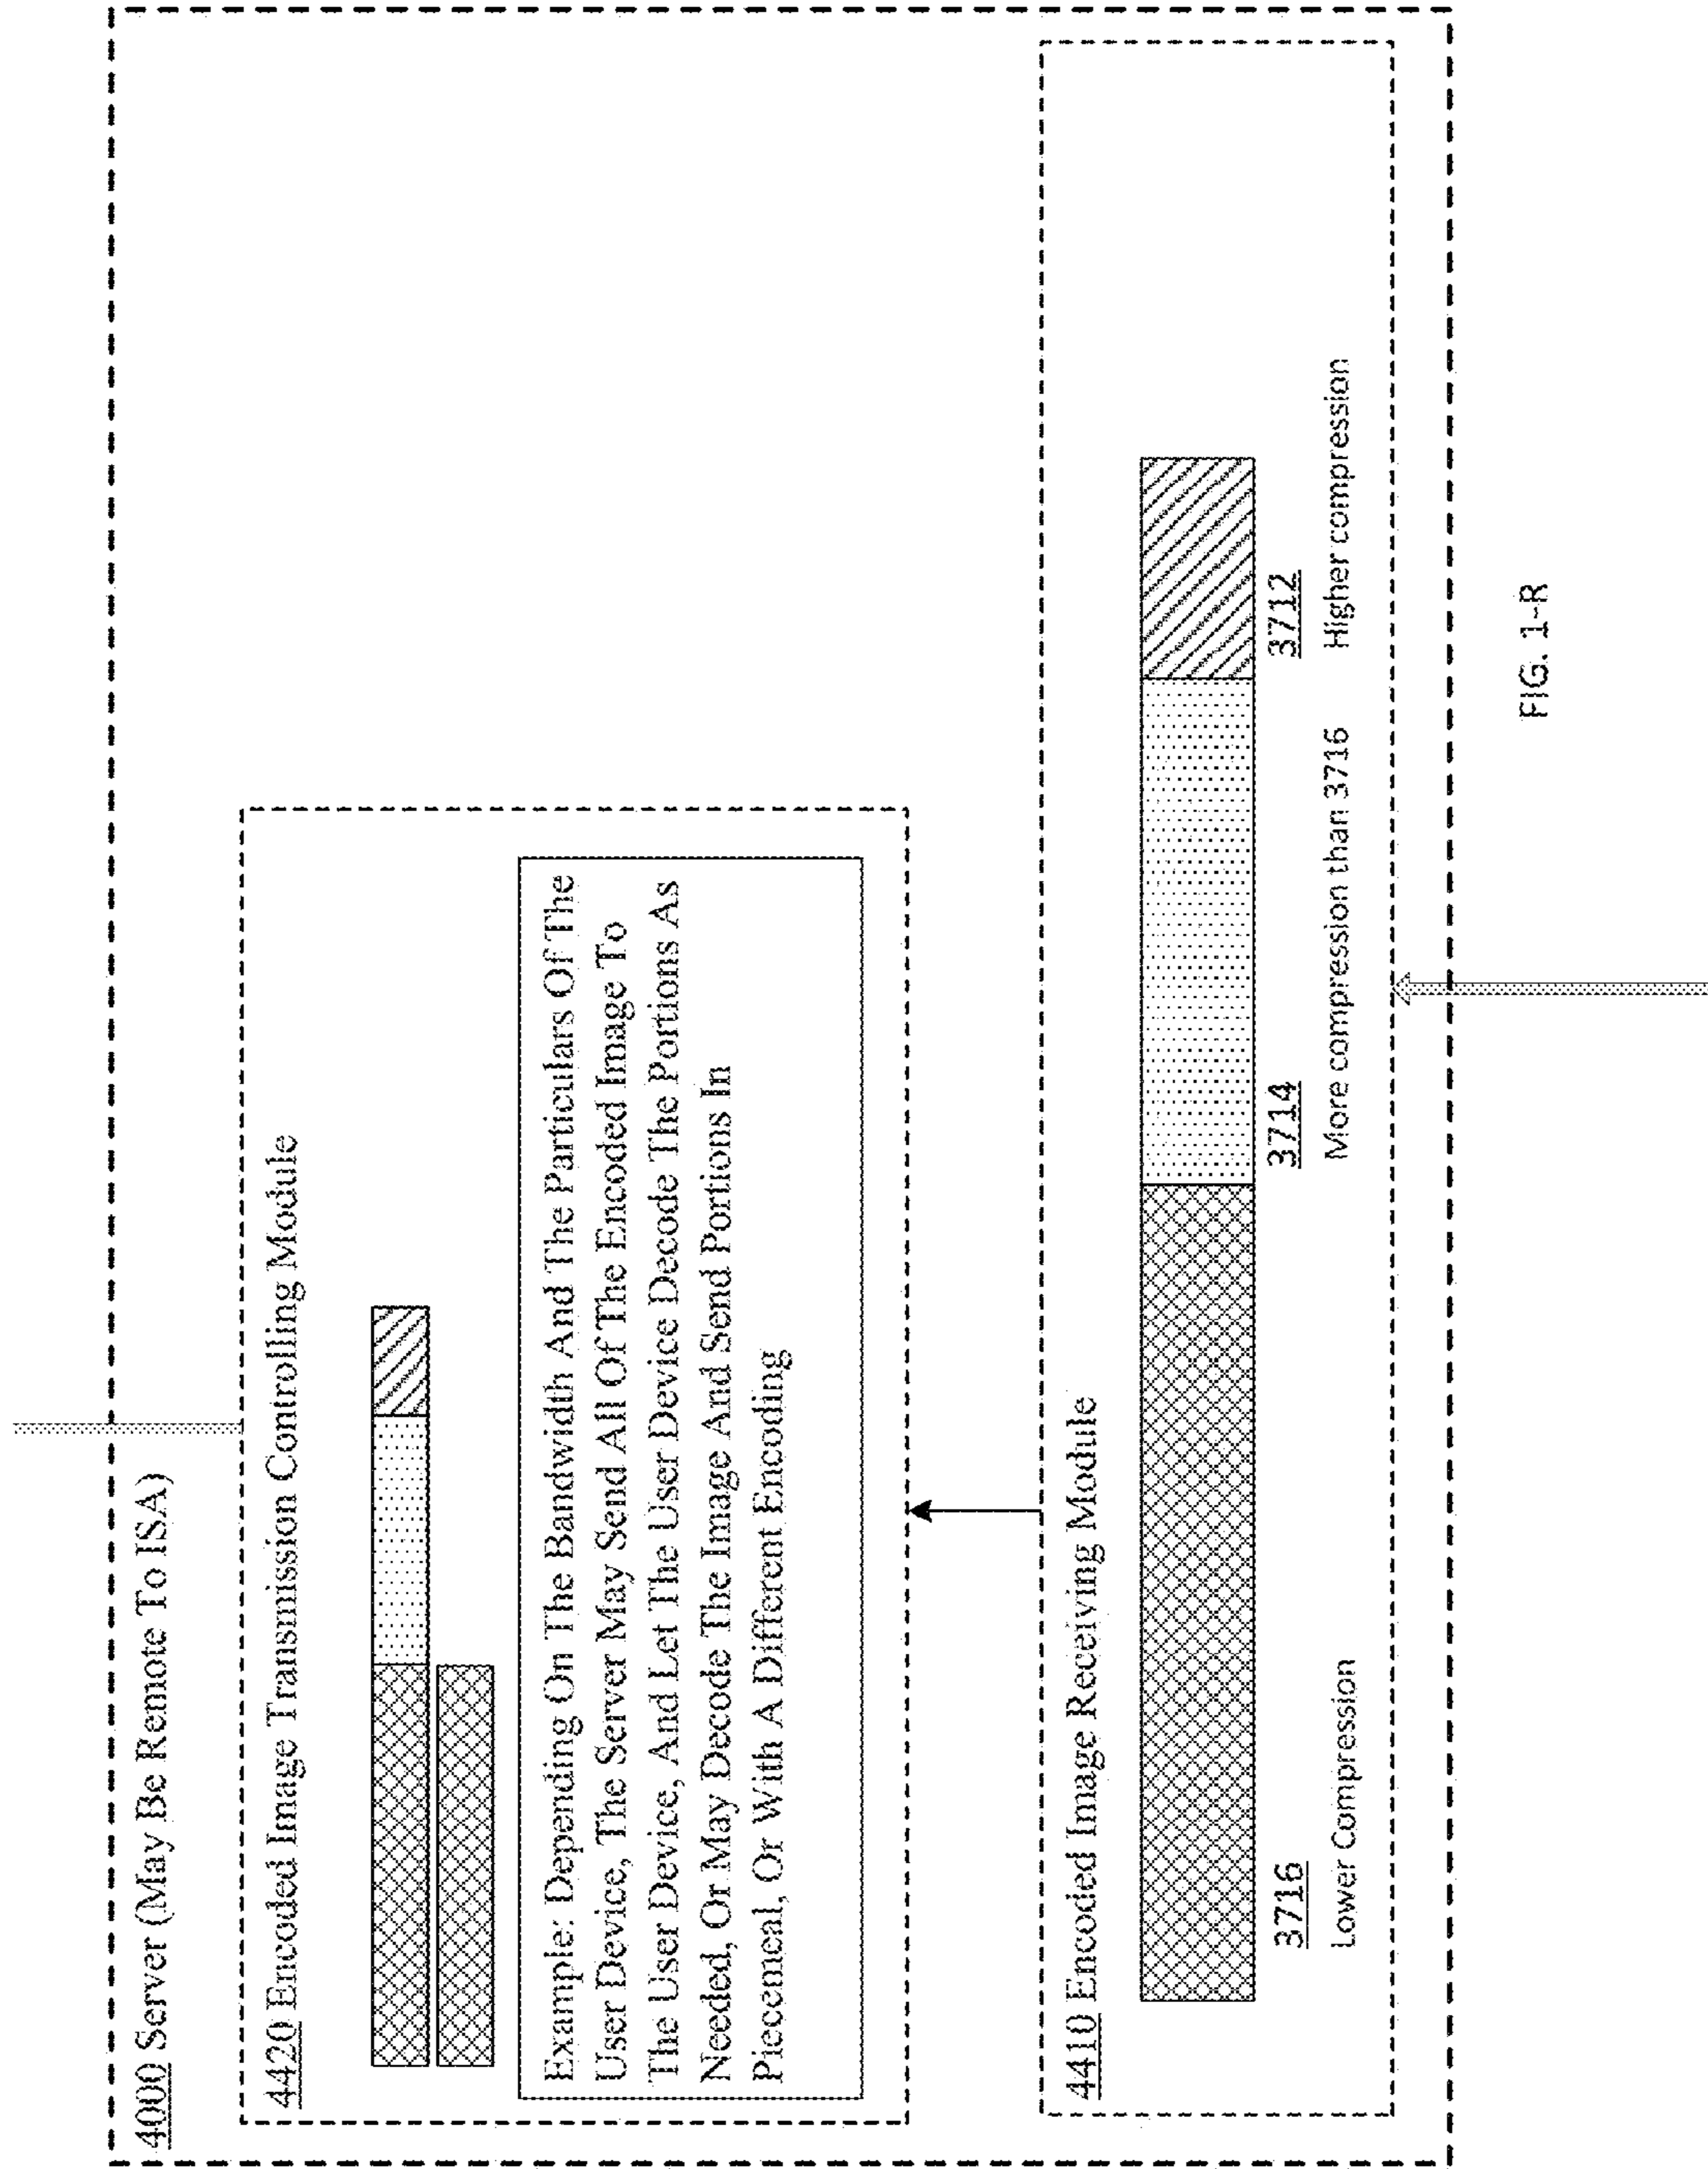 4000 Server (May Be Remote To ISA)
4420 Encoded Image Transmission Controlling Module
Example: Depending On The Bandwidth And The Particulars Of The
User Device, The Server May Send All Of The Encoded Image To
The User Device, And Let The User Device Decode The Portions As
Needed, Or May Decode The Image And Send Portions In
Piecemeal, Or With A Different Encoding
4410 Encoded Image Receiving Module
3716
Lower Compression
3714
More compression than 3716
3712
Higher compression
FIG. 1-R